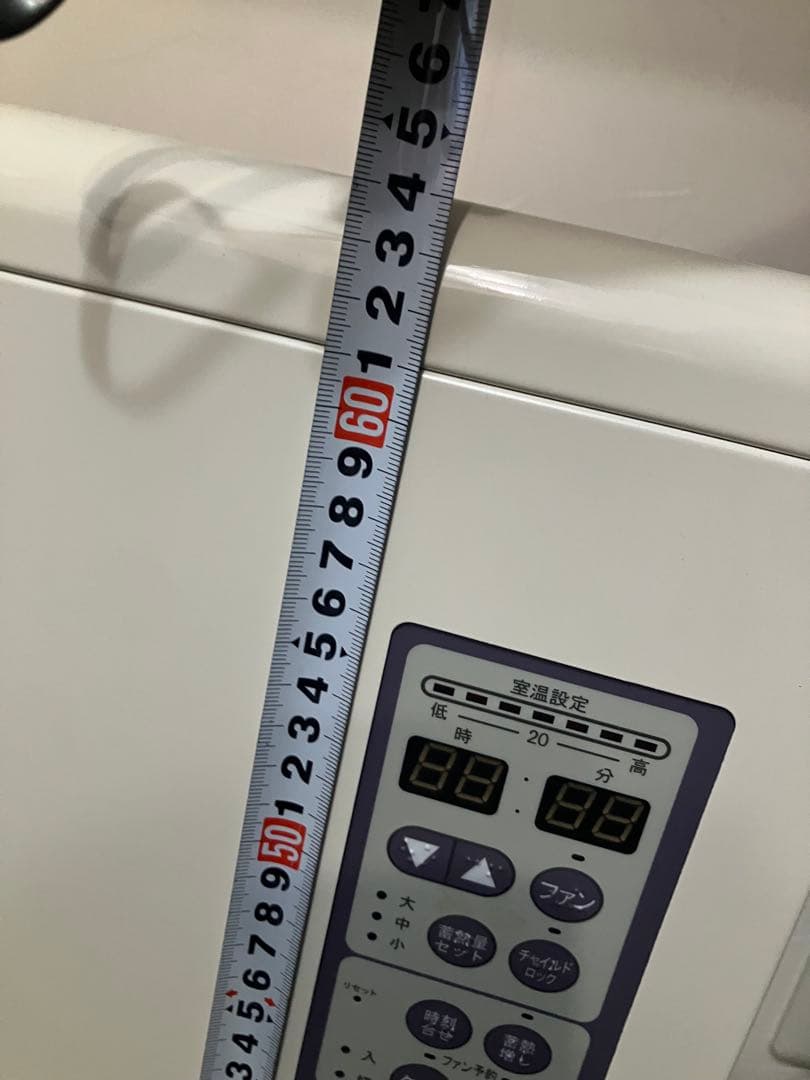 7
6
5
4
3
2
1
60
9
8
7
6
5
4
3
2
1
50
9
8
7
6
5
4
3
室温設定
低 20 高
時 分
88:88
ファン
大
中
小
蓄熱量
セット
チャイルド
ロック
リセット
時刻
合せ
蓄熱
増し
入
ファン予約